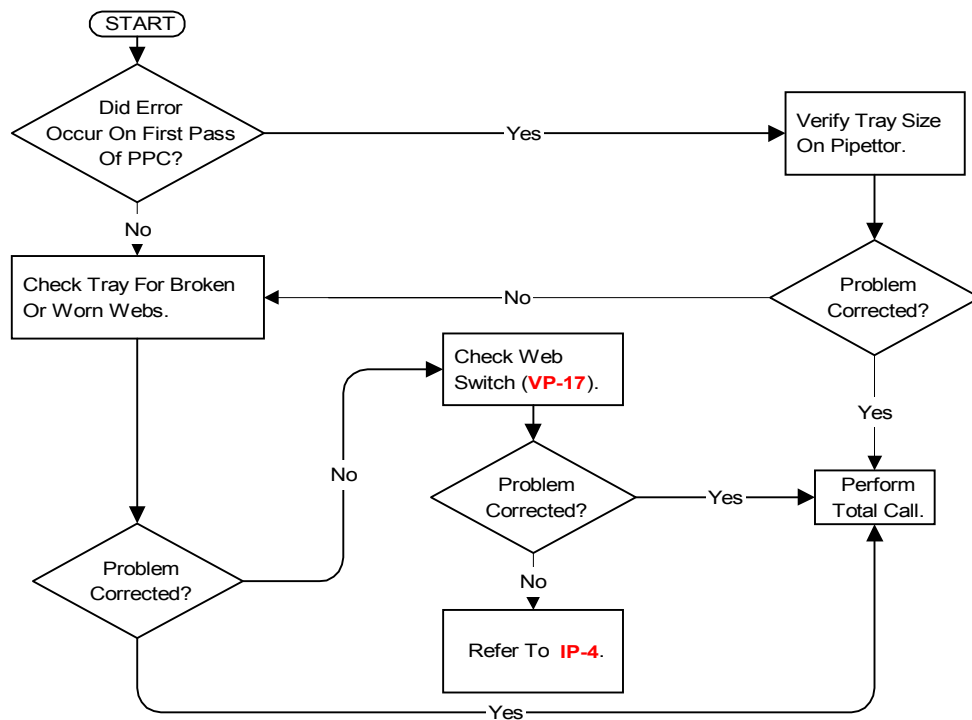 START
Did Error
Occur On First Pass
Of PPC?
Yes
Verify Tray Size
On Pipettor.
No
Check Tray For Broken
Or Worn Webs.
No
Problem
Corrected?
Check Web
Switch (VP-17).
Yes
No
Problem
Corrected?
Yes
Perform
Total Call.
Problem
Corrected?
No
Refer To IP-4.
Yes